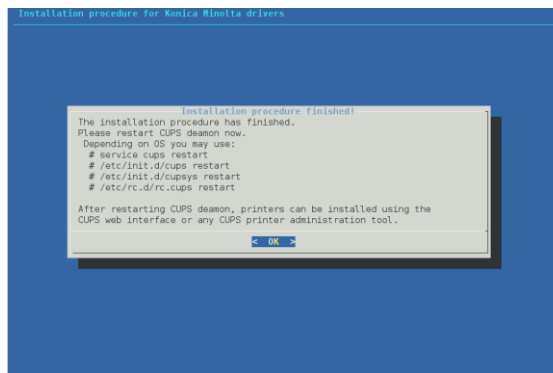 Installation procedure for Konica Minolta drivers
Installation procedure finished!
The installation procedure has finished.
Please restart CUPS deamon now.
Depending on OS you may use:
# service cups restart
# /etc/init.d/cups restart
# /etc/init.d/cupsys restart
# /etc/rc.d/rc.cups restart
After restarting CUPS deamon, printers can be installed using the
CUPS web interface or any CUPS printer administration tool.
< OK >